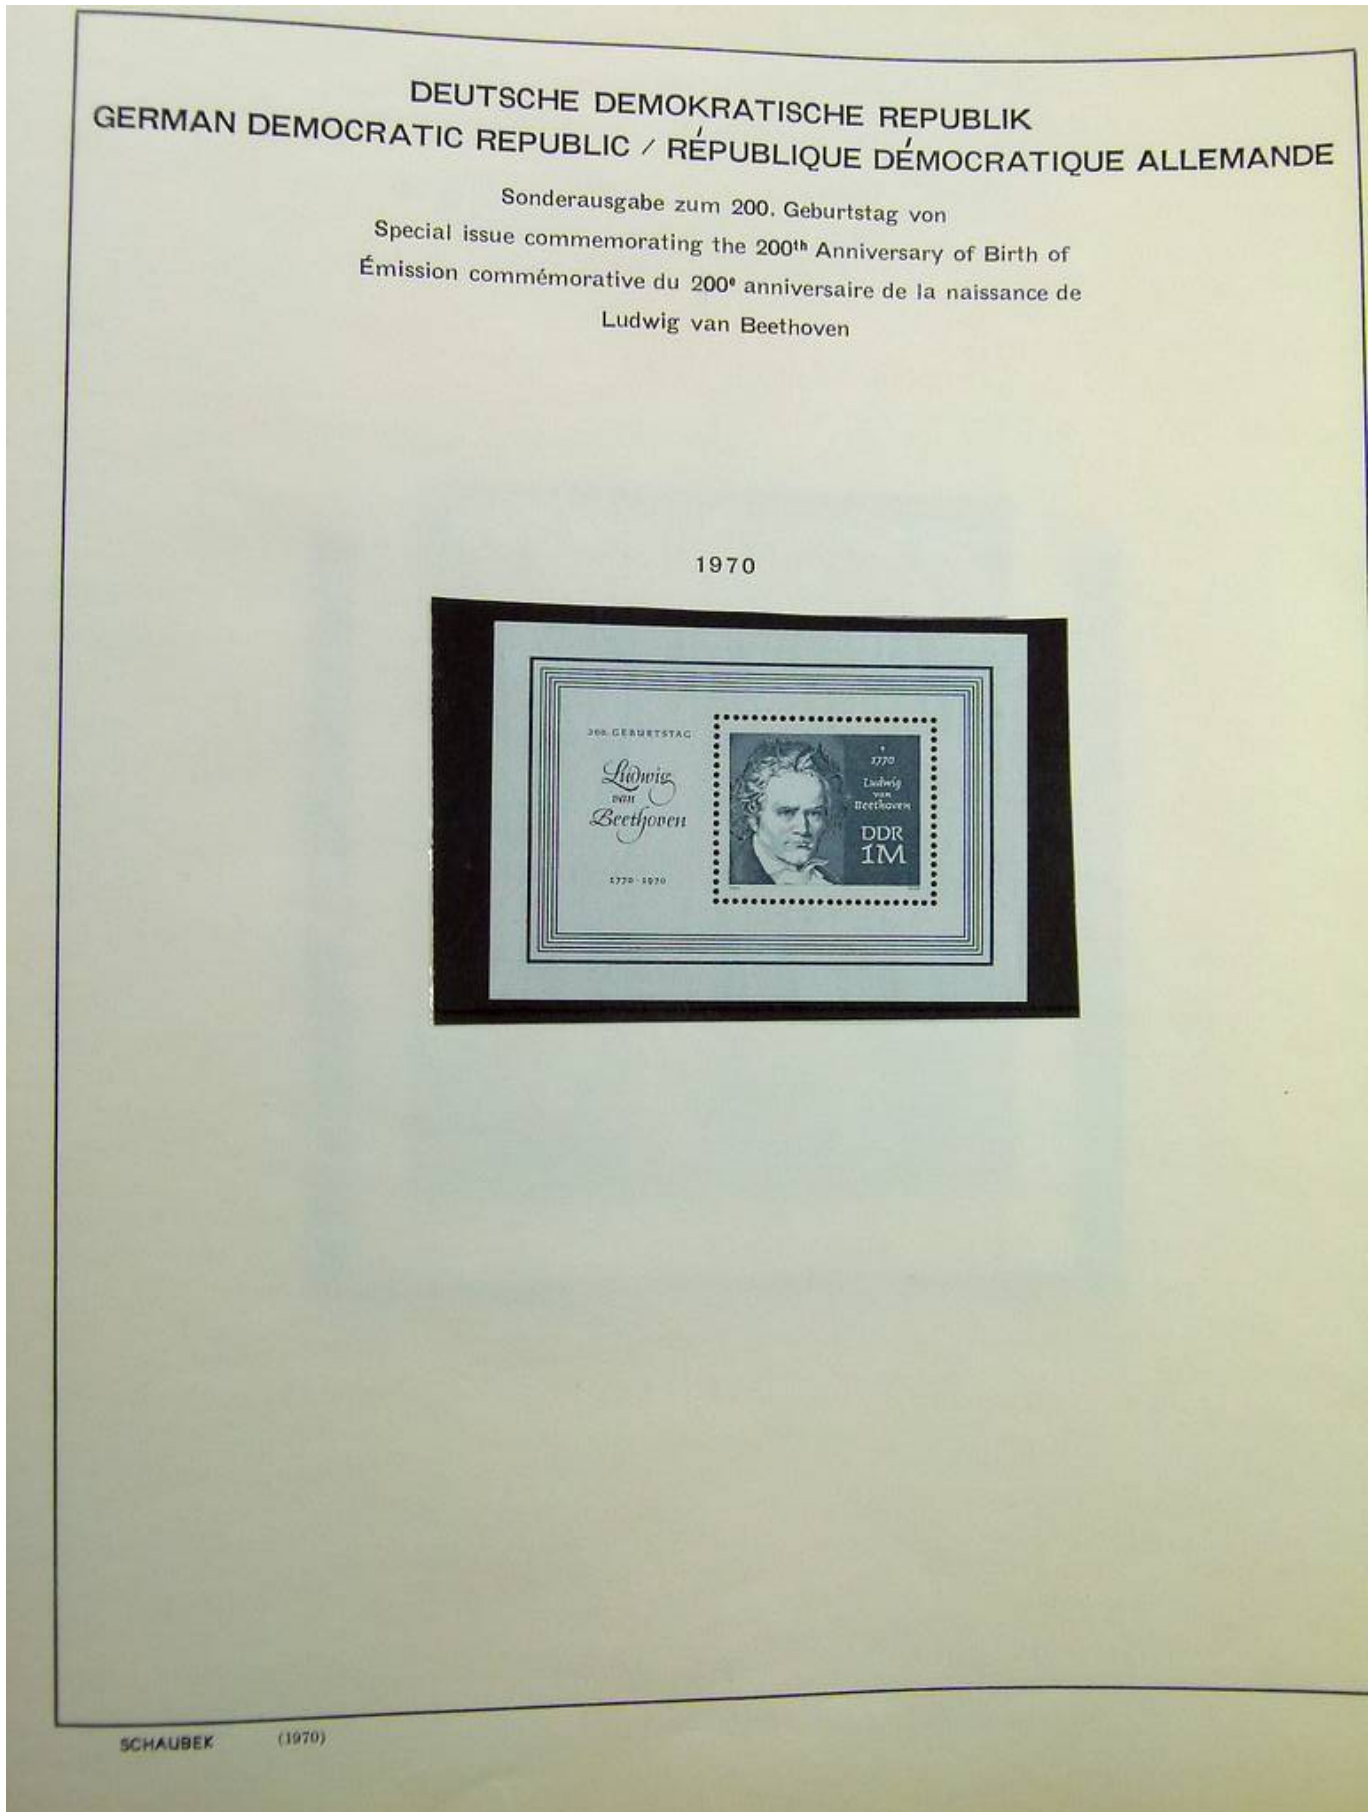 DEUTSCHE DEMOKRATISCHE REPUBLIK
GERMAN DEMOCRATIC REPUBLIC / RÉPUBLIQUE DÉMOCRATIQUE ALLEMANDE
Sonderausgabe zum 200. Geburtstag von
Special issue commemorating the 200th Anniversary of Birth of
Émission commémorative du 200e anniversaire de la naissance de
Ludwig van Beethoven
1970
200. GEBURTSTAG
Ludwig
van
Beethoven
1770 · 1970
* 1770
Ludwig
van
Beethoven
DDR
1M
SCHAUBEK (1970)